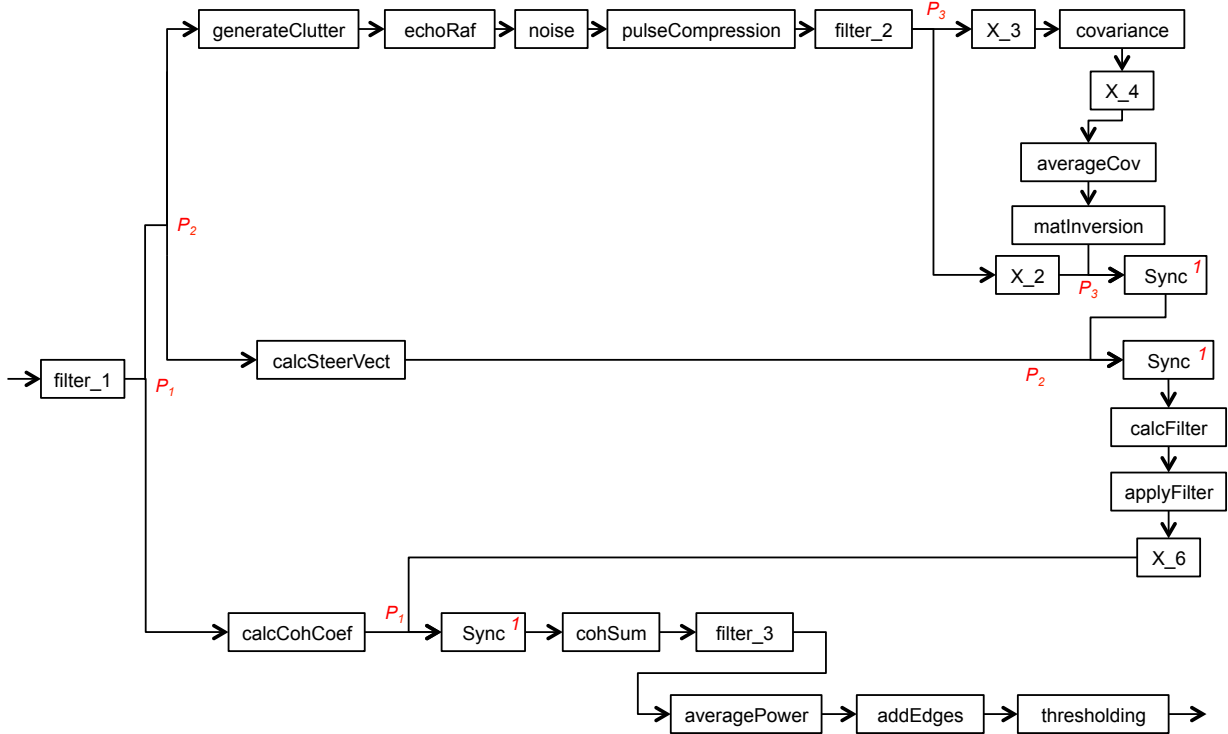 generateClutter echoRaf noise pulseCompression filter_2 P3 X_3 covariance
X_4
averageCov
P2 matInversion
X_2 P3 Sync 1
filter_1 P1 calcSteerVect P2 Sync 1
calcFilter
applyFilter
X_6
calcCohCoef P1 Sync 1 cohSum filter_3
averagePower addEdges thresholding